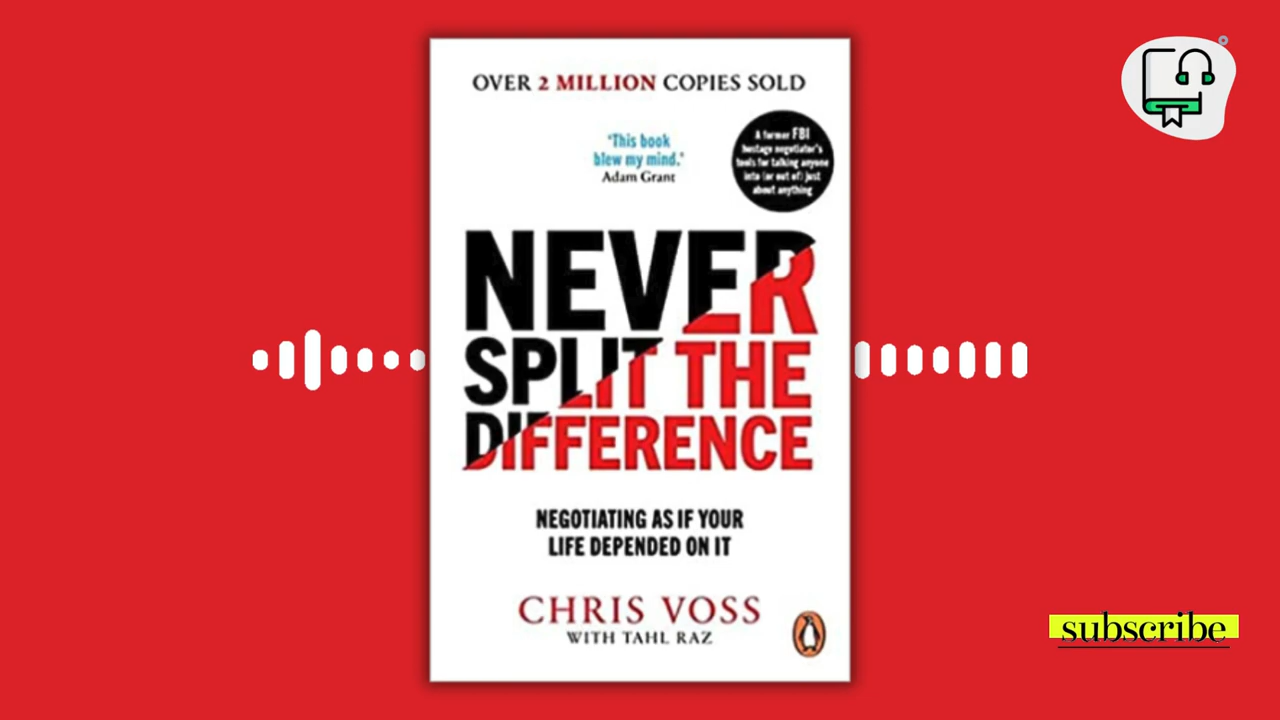 OVER 2 MILLION COPIES SOLD
'This book
blew my mind.'
Adam Grant
A former FBI
hostage negotiator's
tools for talking anyone
into (or out of) just
about anything
NEVER
SPLIT THE
DIFFERENCE
NEGOTIATING AS IF YOUR
LIFE DEPENDED ON IT
CHRIS VOSS
WITH TAHL RAZ
subscribe